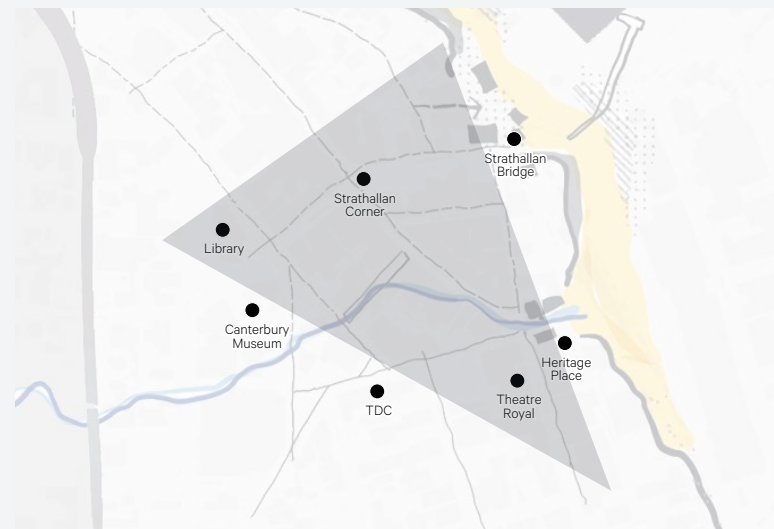 Strathallan
Bridge
Strathallan
Corner
Library
Canterbury
Museum
Heritage
Place
Theatre
Royal
TDC